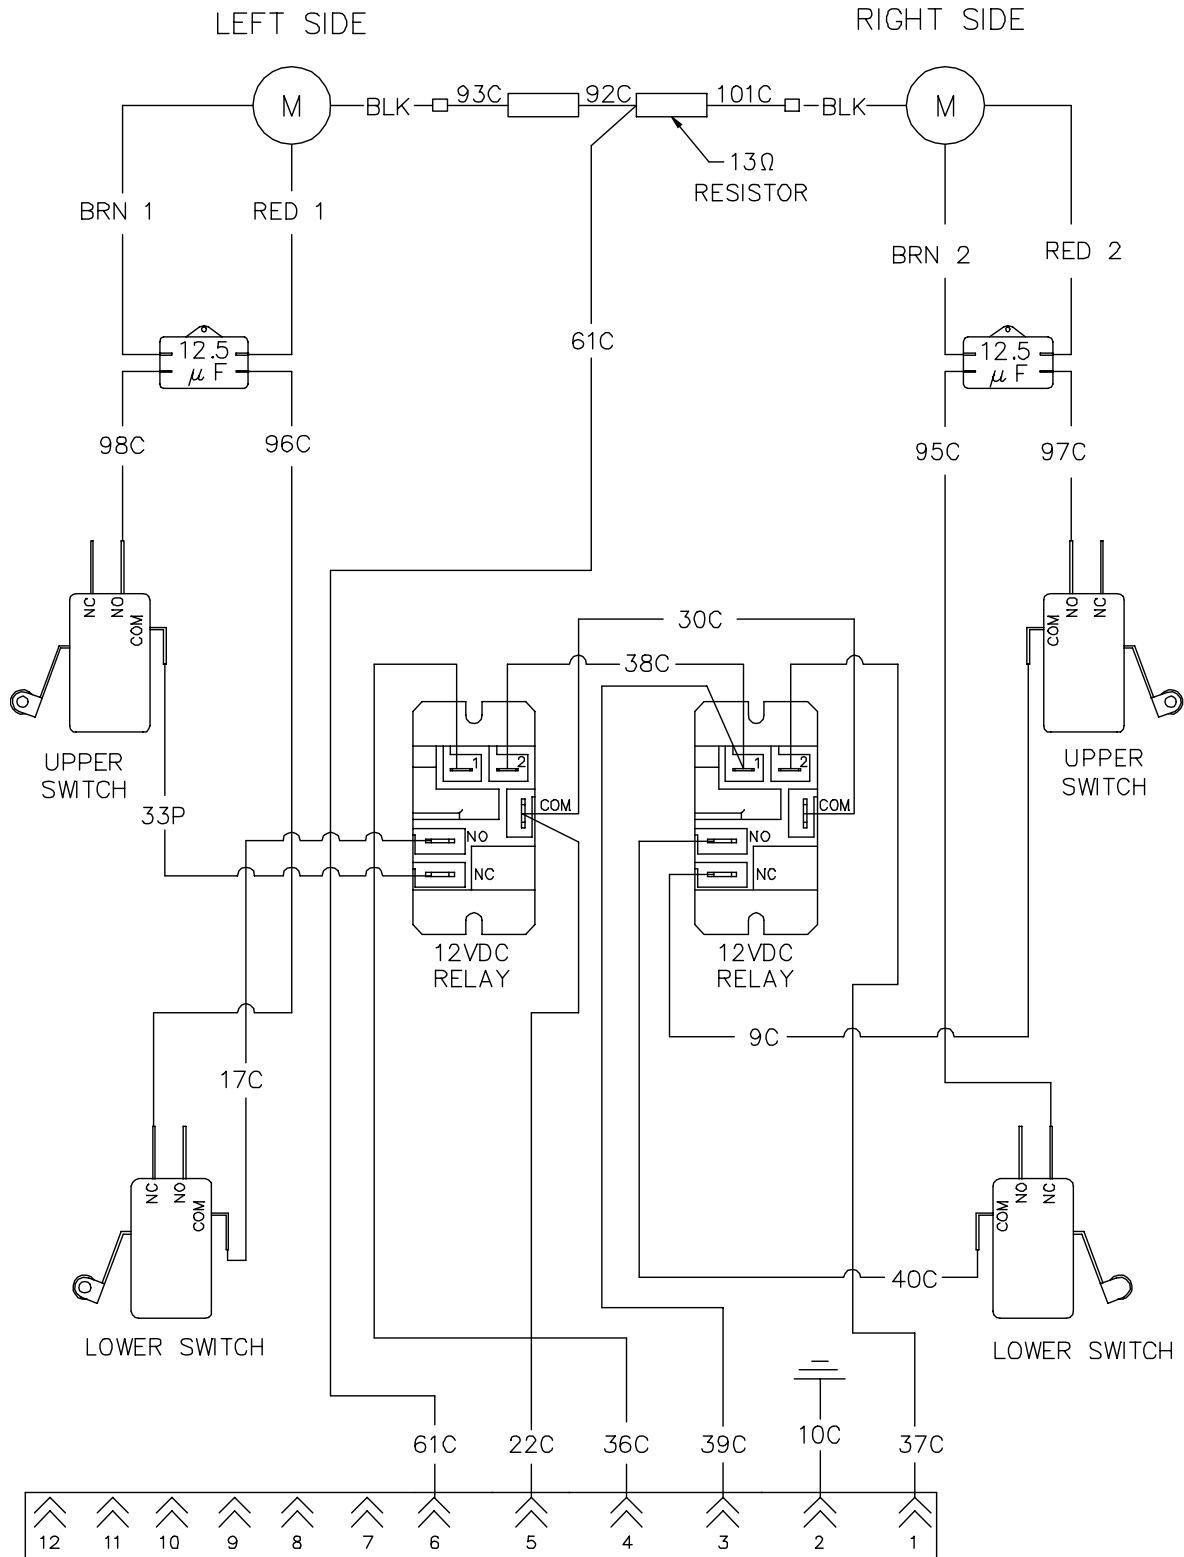 LEFT SIDE
RIGHT SIDE
M
BLK
93C
92C
101C
BLK
M
13Ω
RESISTOR
BRN 1
RED 1
BRN 2
RED 2
61C
12.5
μ F
12.5
μ F
98C
96C
95C
97C
NC
NO
COM
NO
NC
COM
30C
38C
UPPER
SWITCH
UPPER
SWITCH
1
2
COM
NO
NC
1
2
COM
NO
NC
33P
12VDC
RELAY
12VDC
RELAY
9C
17C
NC
NO
COM
NO
NC
COM
40C
LOWER SWITCH
LOWER SWITCH
61C
22C
36C
39C
10C
37C
12
11
10
9
8
7
6
5
4
3
2
1